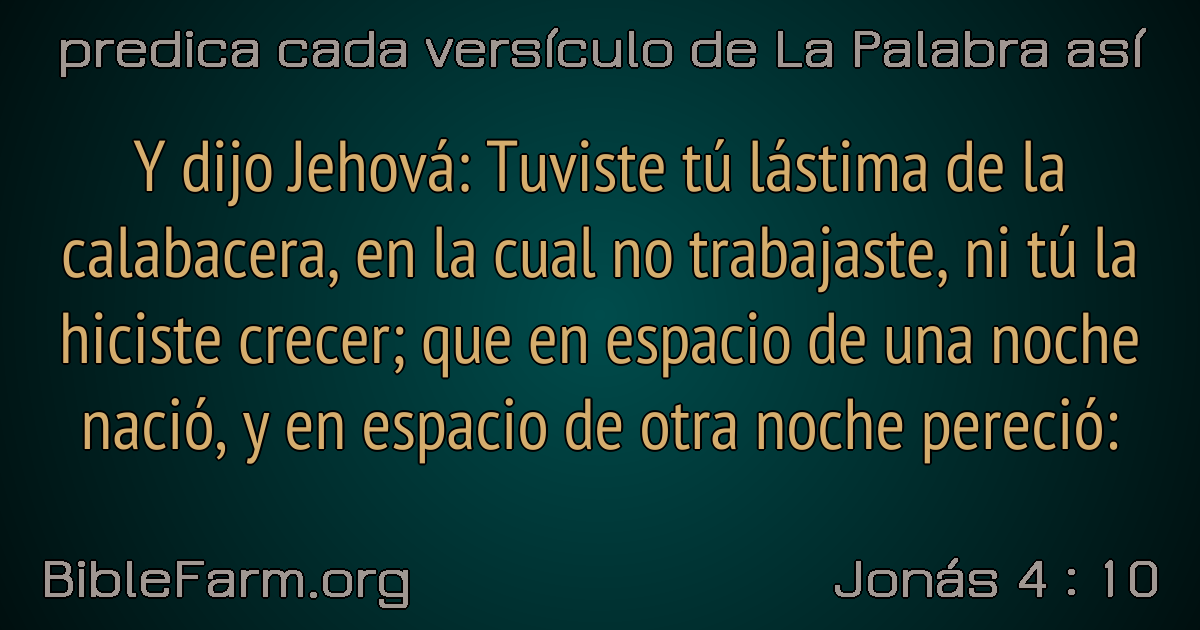 predica cada versículo de La Palabra así
Y dijo Jehová: Tuviste tú lástima de la
calabacera, en la cual no trabajaste, ni tú la
hiciste crecer; que en espacio de una noche
nació, y en espacio de otra noche pereció:
BibleFarm.org
Jonás 4 : 10